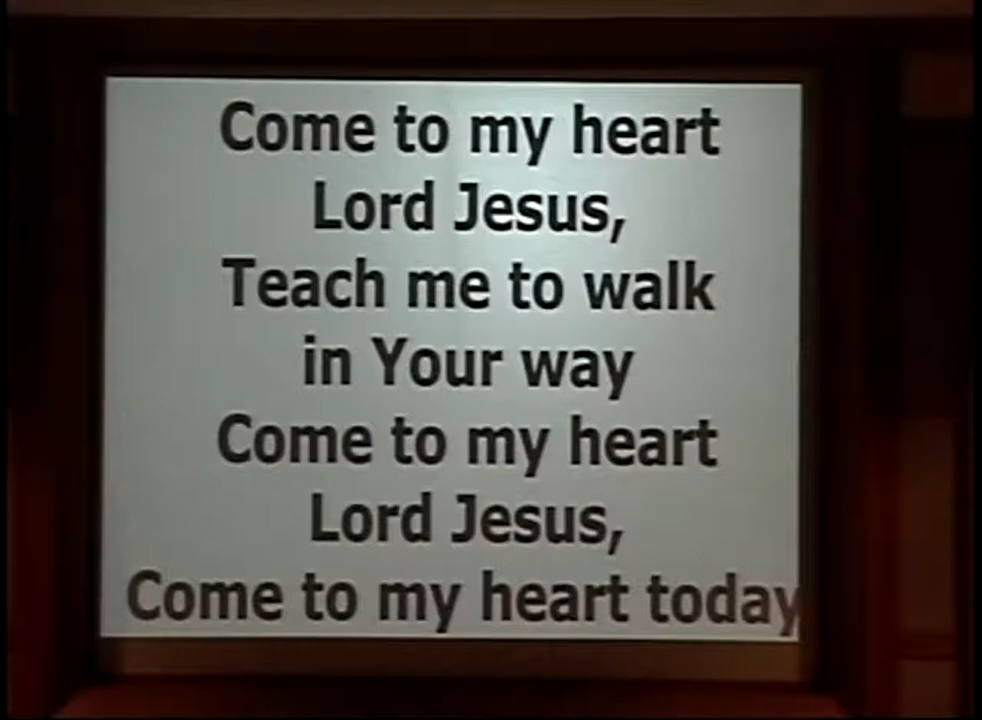 Come to my heart
Lord Jesus,
Teach me to walk
in Your way
Come to my heart
Lord Jesus,
Come to my heart today